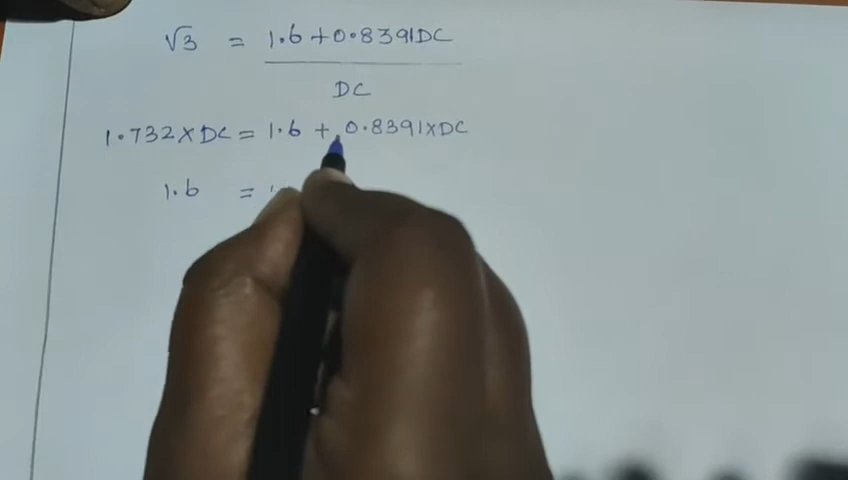 √3 = 1.6+0.8391DC
DC
1.732×DC = 1.6 + 0.8391×DC
1.6 =